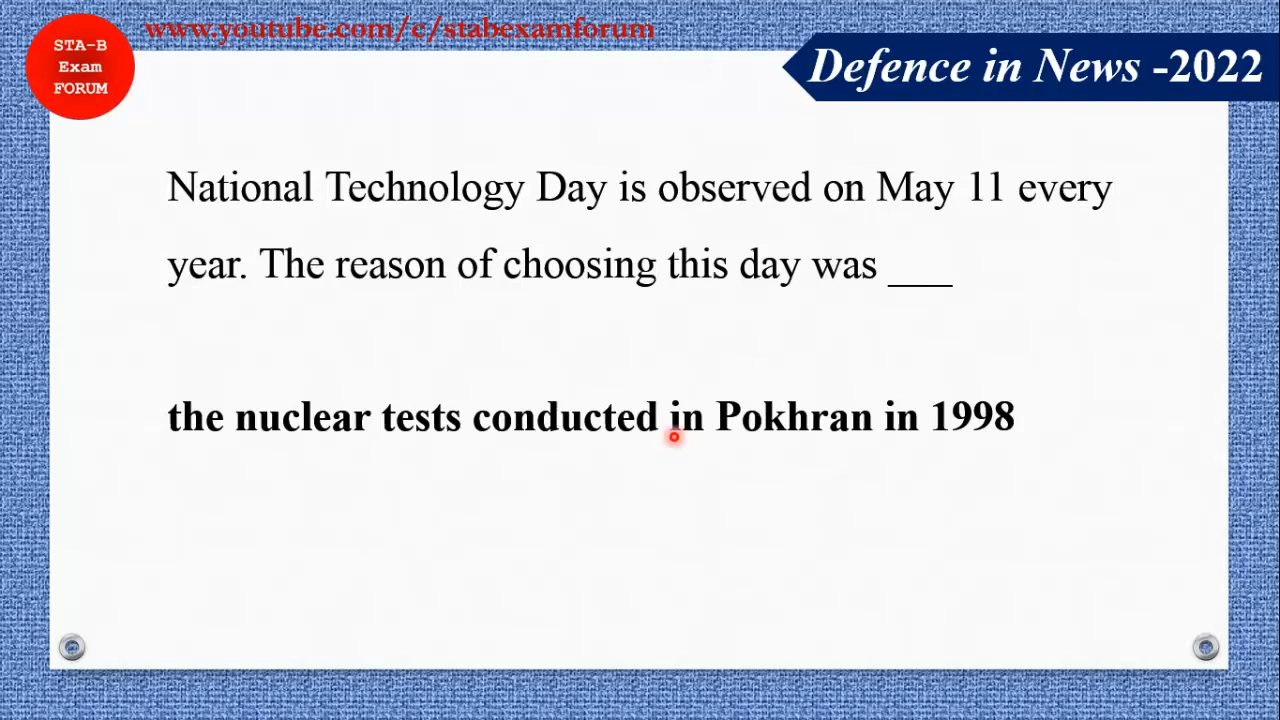 www.youtube.com/c/stabexamforum
STA-B
Exam
FORUM
Defence in News -2022
National Technology Day is observed on May 11 every
year. The reason of choosing this day was ____
the nuclear tests conducted in Pokhran in 1998